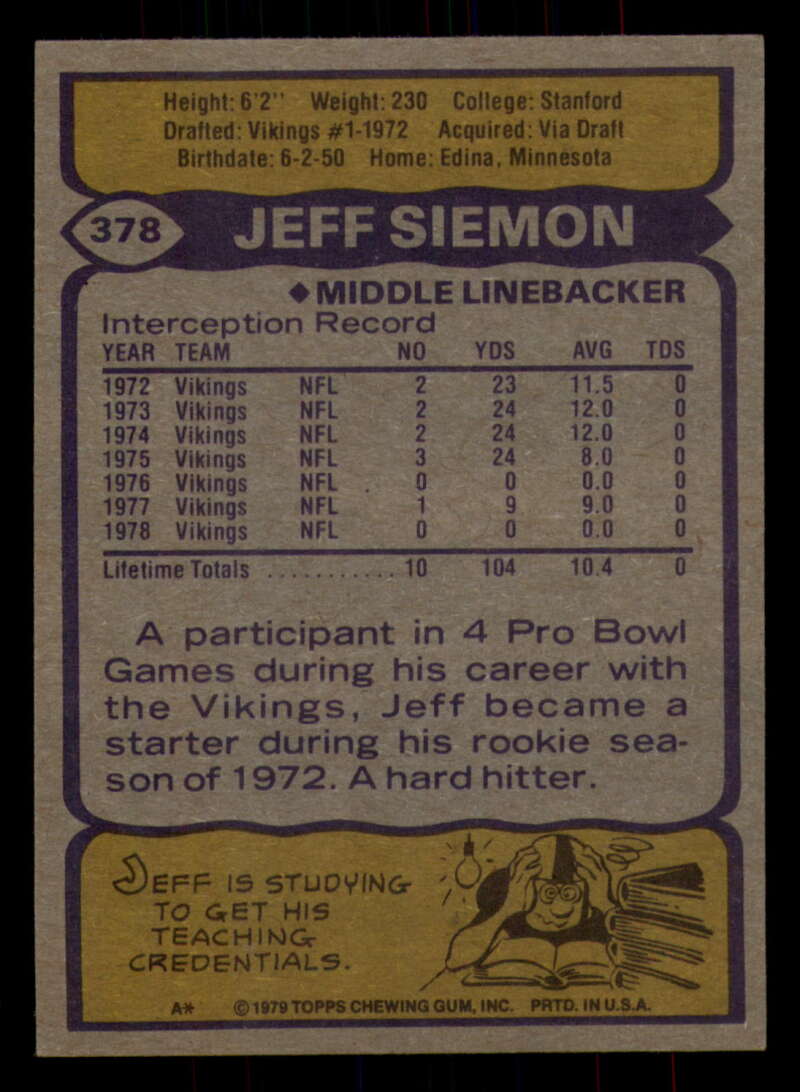 Height: 6'2" Weight: 230 College: Stanford
Drafted: Vikings #1-1972 Acquired: Via Draft
Birthdate: 6-2-50 Home: Edina, Minnesota
378 JEFF SIEMON
◆ MIDDLE LINEBACKER
Interception Record
YEAR TEAM NO YDS AVG TDS
1972 Vikings NFL 2 23 11.5 0
1973 Vikings NFL 2 24 12.0 0
1974 Vikings NFL 2 24 12.0 0
1975 Vikings NFL 3 24 8.0 0
1976 Vikings NFL 0 0 0.0 0
1977 Vikings NFL 1 9 9.0 0
1978 Vikings NFL 0 0 0.0 0
Lifetime Totals ............ 10 104 10.4 0
A participant in 4 Pro Bowl
Games during his career with
the Vikings, Jeff became a
starter during his rookie sea-
son of 1972. A hard hitter.
JEFF IS STUDYING
TO GET HIS
TEACHING
CREDENTIALS.
A* © 1979 TOPPS CHEWING GUM, INC. PRTD. IN U.S.A.